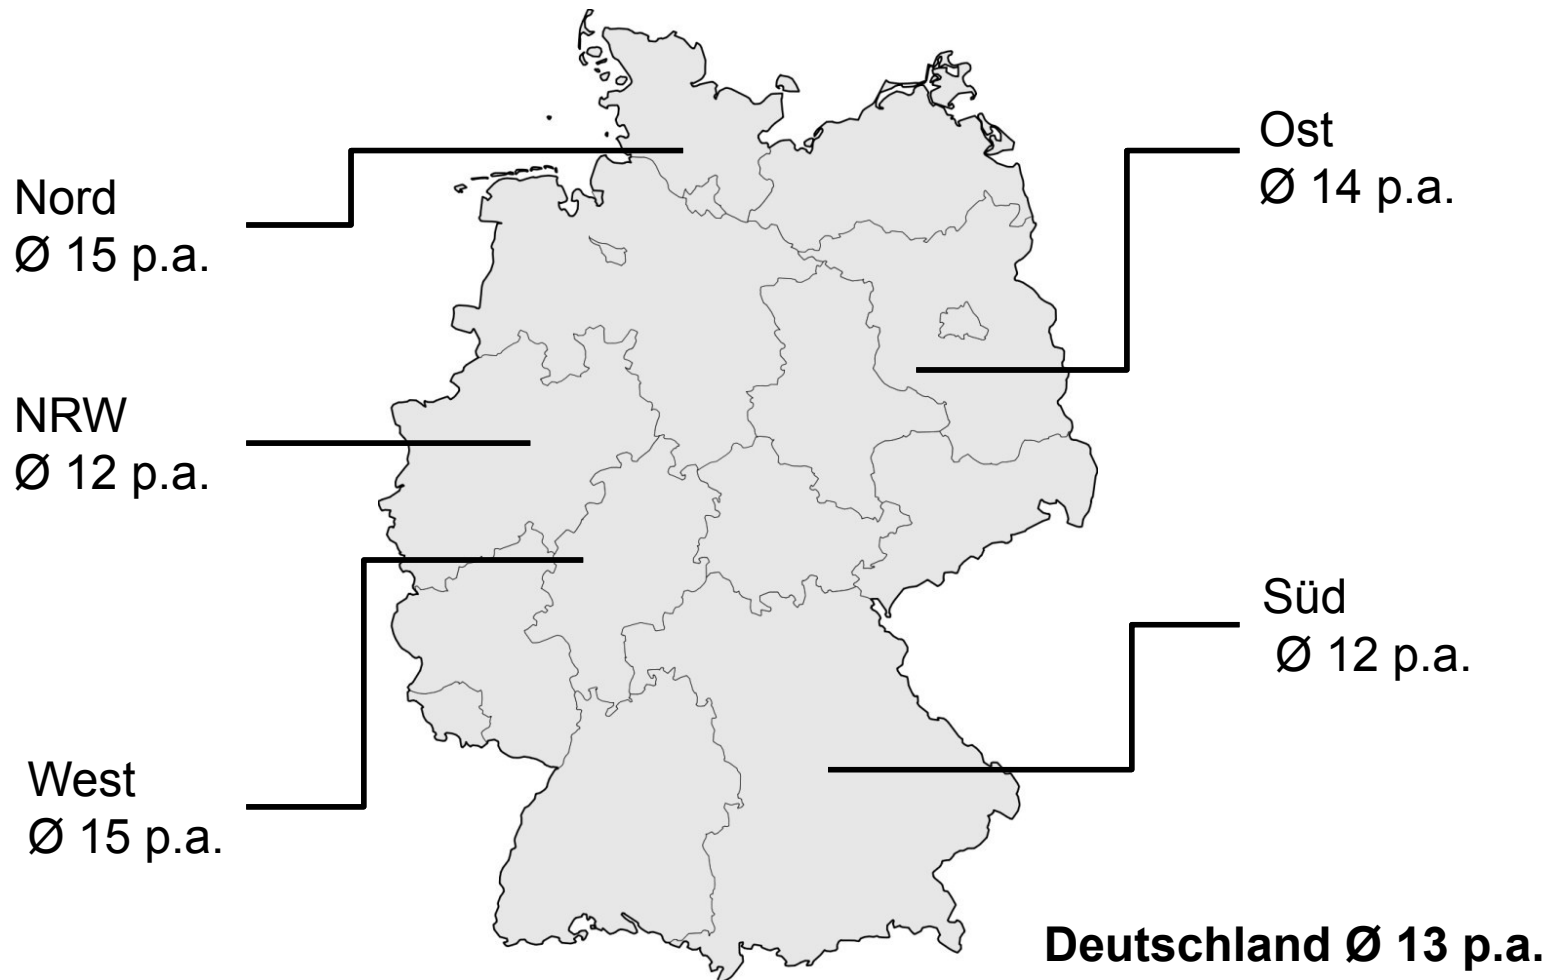 Nord
Ø 15 p.a.
NRW
Ø 12 p.a.
West
Ø 15 p.a.
Ost
Ø 14 p.a.
Süd
Ø 12 p.a.
Deutschland Ø 13 p.a.